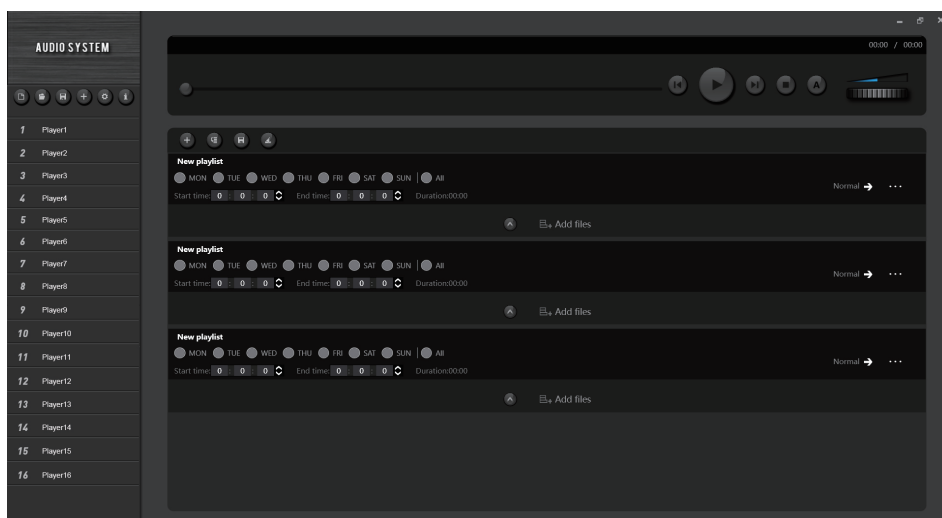 AUDIO SYSTEM
00:00 / 00:00
A
1 Player1
2 Player2
3 Player3
4 Player4
5 Player5
6 Player6
7 Player7
8 Player8
9 Player9
10 Player10
11 Player11
12 Player12
13 Player13
14 Player14
15 Player15
16 Player16
New playlist
MON TUE WED THU FRI SAT SUN | All
Start time: 0 : 0 : 0 End time: 0 : 0 : 0 Duration:00:00
Normal
Add files
New playlist
MON TUE WED THU FRI SAT SUN | All
Start time: 0 : 0 : 0 End time: 0 : 0 : 0 Duration:00:00
Normal
Add files
New playlist
MON TUE WED THU FRI SAT SUN | All
Start time: 0 : 0 : 0 End time: 0 : 0 : 0 Duration:00:00
Normal
Add files